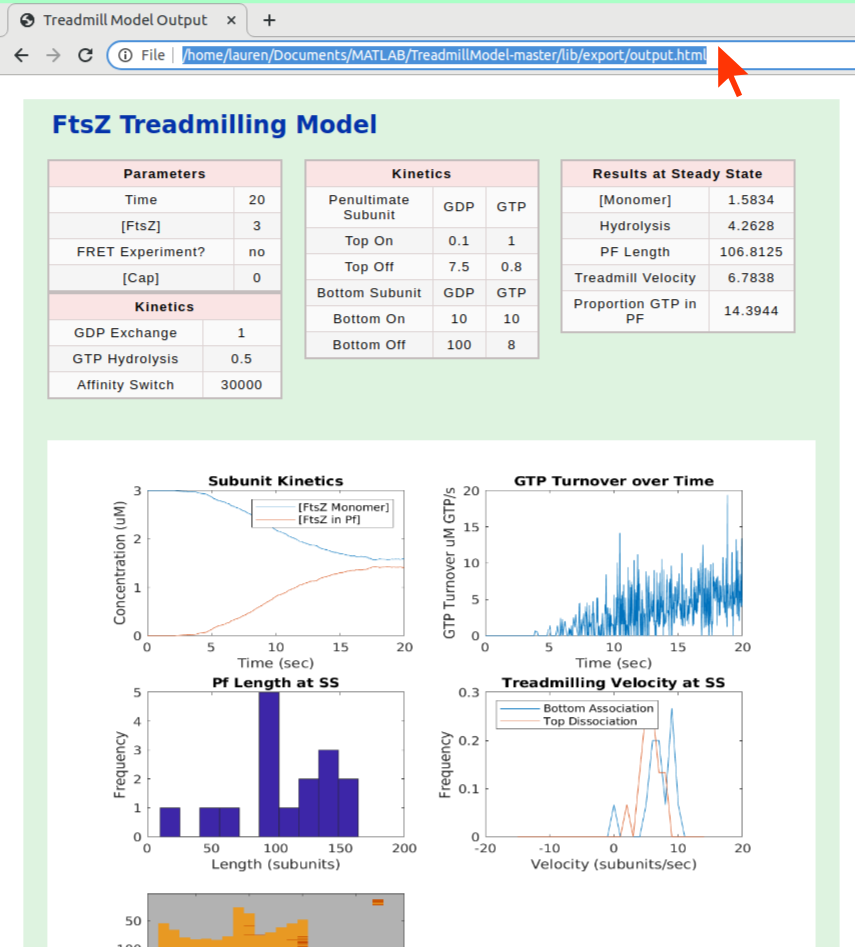 Treadmill Model Output
File /home/lauren/Documents/MATLAB/TreadmillModel-master/lib/export/output.html
FtsZ Treadmilling Model
Parameters
Time 20
[FtsZ] 3
FRET Experiment? no
[Cap] 0
Kinetics
GDP Exchange 1
GTP Hydrolysis 0.5
Affinity Switch 30000
Kinetics
Penultimate
Subunit GDP GTP
Top On 0.1 1
Top Off 7.5 0.8
Bottom Subunit GDP GTP
Bottom On 10 10
Bottom Off 100 8
Results at Steady State
[Monomer] 1.5834
Hydrolysis 4.2628
PF Length 106.8125
Treadmill Velocity 6.7838
Proportion GTP in
PF 14.3944
Subunit Kinetics
3
2
1
0
Concentration (uM)
[FtsZ Monomer]
[FtsZ in Pf]
0 5 10 15 20
Time (sec)
GTP Turnover over Time
20
15
10
5
0
GTP Turnover uM GTP/s
0 5 10 15 20
Time (sec)
Pf Length at SS
5
4
3
2
1
0
Frequency
0 50 100 150 200
Length (subunits)
Treadmilling Velocity at SS
0.3
0.2
0.1
0
Frequency
Bottom Association
Top Dissociation
-20 -10 0 10 20
Velocity (subunits/sec)
50
100